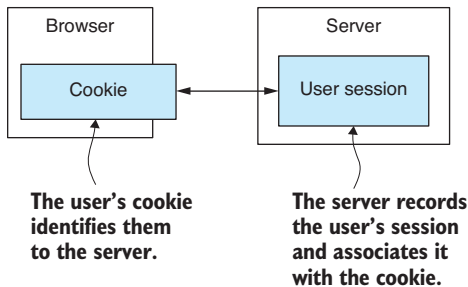 Browser
Server
Cookie
User session
The user's cookie
identifies them
to the server.
The server records
the user's session
and associates it
with the cookie.